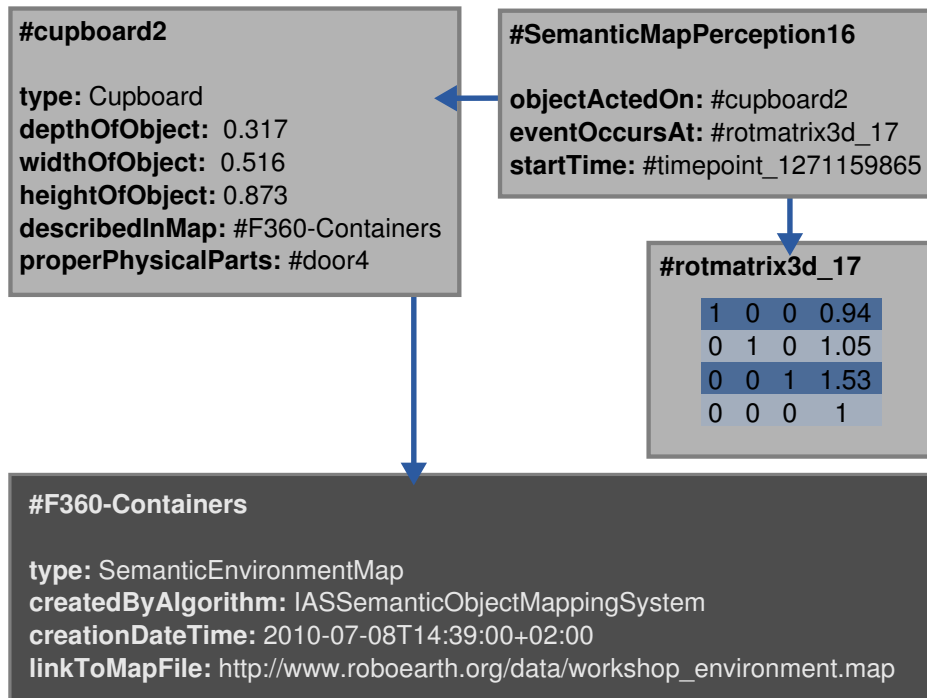 #cupboard2
type: Cupboard
depthOfObject: 0.317
widthOfObject: 0.516
heightOfObject: 0.873
describedInMap: #F360-Containers
properPhysicalParts: #door4
#SemanticMapPerception16
objectActedOn: #cupboard2
eventOccursAt: #rotmatrix3d_17
startTime: #timepoint_1271159865
#rotmatrix3d_17
1 0 0 0.94
0 1 0 1.05
0 0 1 1.53
0 0 0 1
#F360-Containers
type: SemanticEnvironmentMap
createdByAlgorithm: IASSemanticObjectMappingSystem
creationDateTime: 2010-07-08T14:39:00+02:00
linkToMapFile: http://www.roboearth.org/data/workshop_environment.map